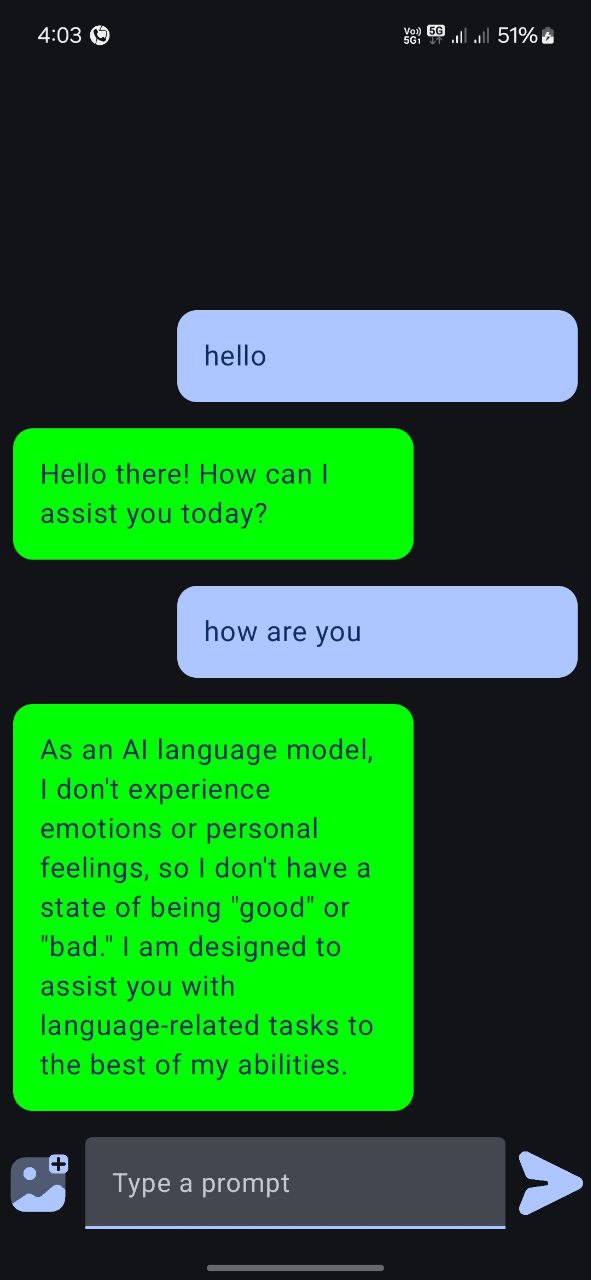 4:03
Vo))
5G1
5G
51%
hello
Hello there! How can I
assist you today?
how are you
As an AI language model,
I don't experience
emotions or personal
feelings, so I don't have a
state of being "good" or
"bad." I am designed to
assist you with
language-related tasks to
the best of my abilities.
Type a prompt